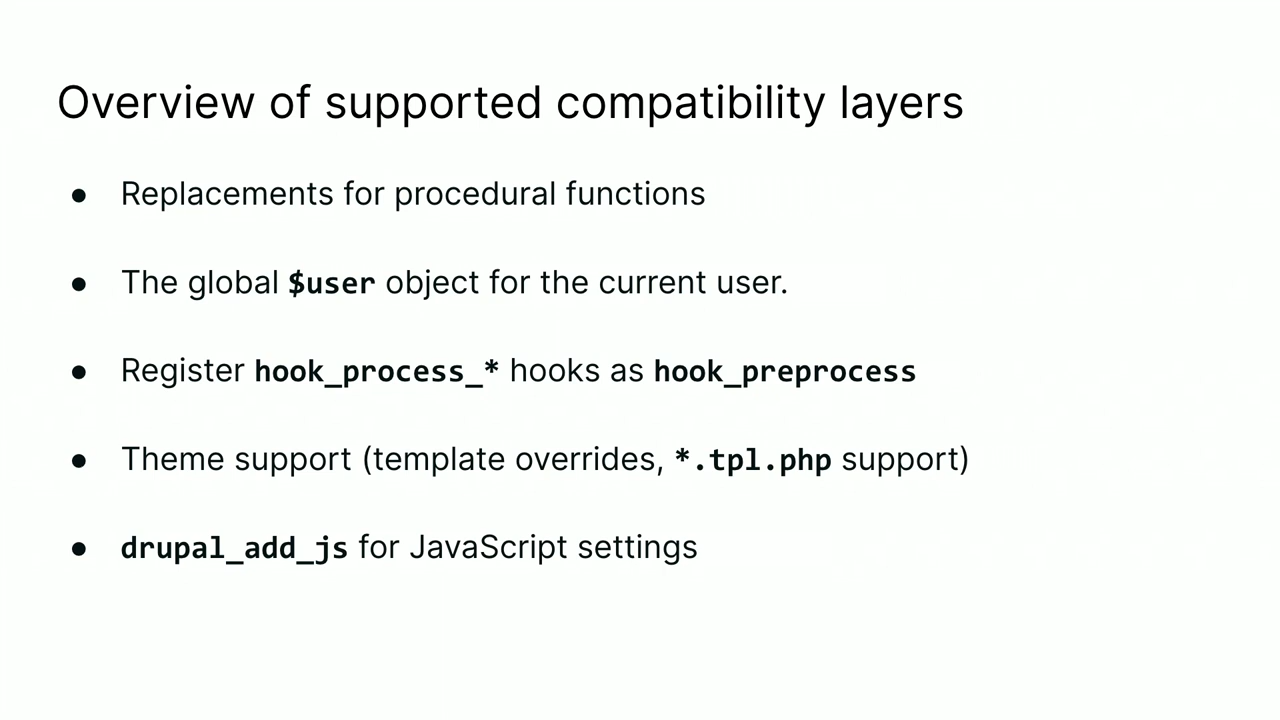 Overview of supported compatibility layers
● Replacements for procedural functions
● The global $user object for the current user.
● Register hook_process_* hooks as hook_preprocess
● Theme support (template overrides, *.tpl.php support)
● drupal_add_js for JavaScript settings